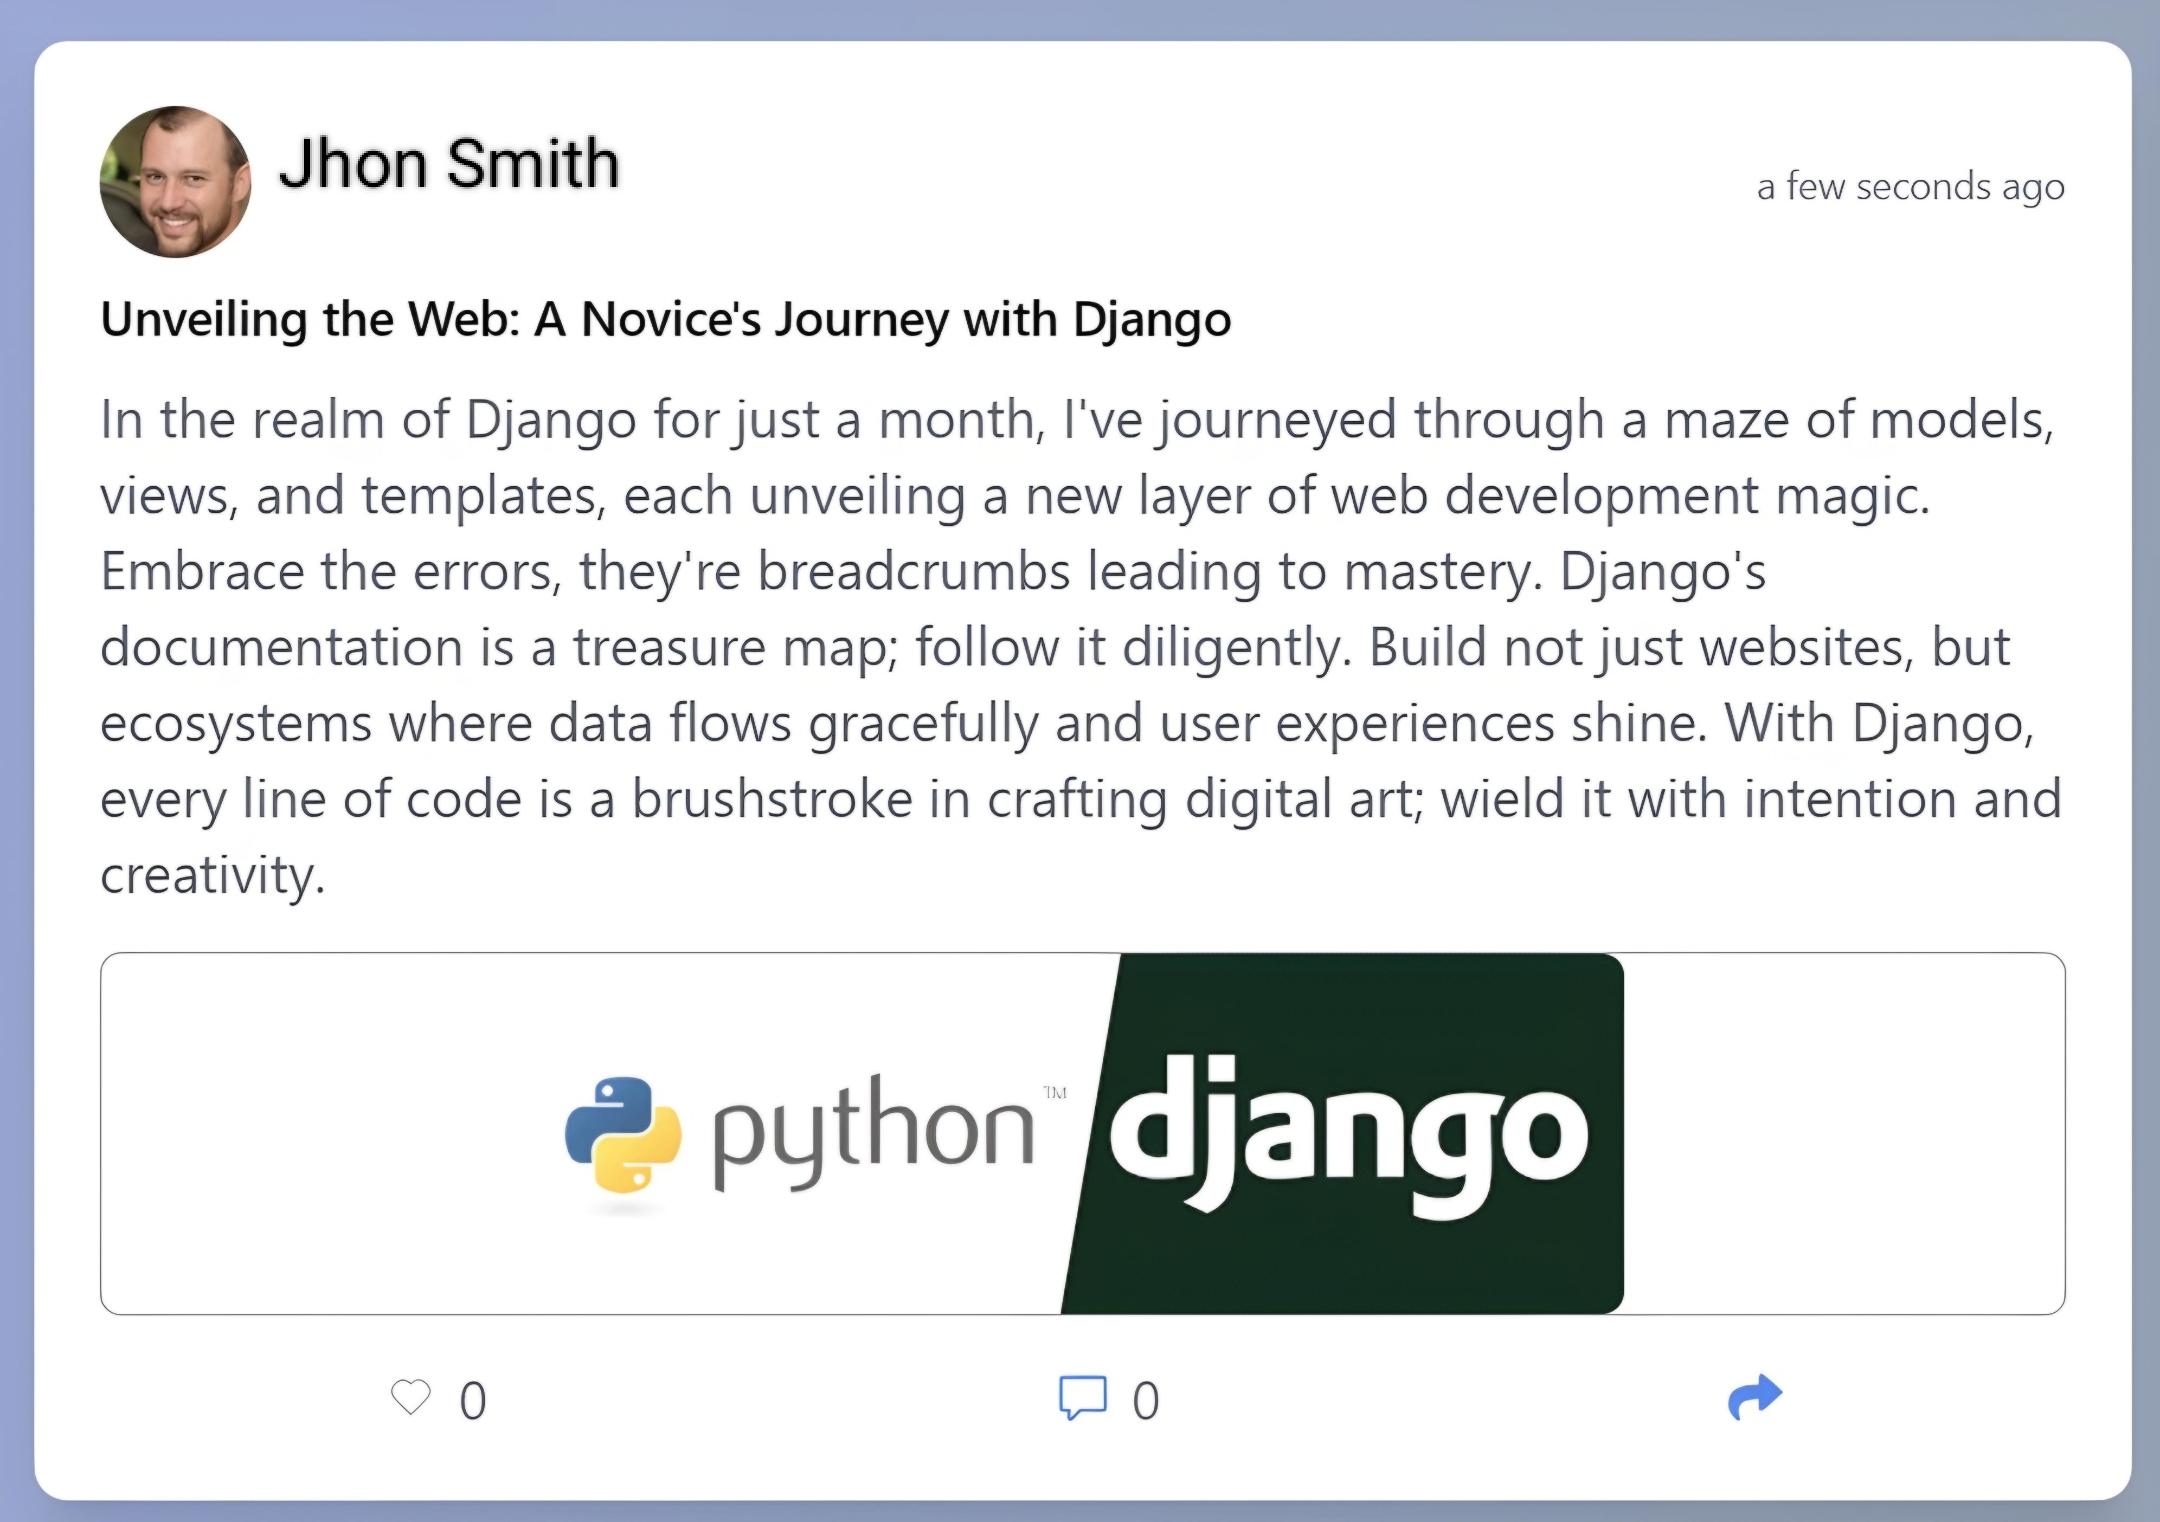 Jhon Smith
a few seconds ago
Unveiling the Web: A Novice's Journey with Django
In the realm of Django for just a month, I've journeyed through a maze of models,
views, and templates, each unveiling a new layer of web development magic.
Embrace the errors, they're breadcrumbs leading to mastery. Django's
documentation is a treasure map; follow it diligently. Build not just websites, but
ecosystems where data flows gracefully and user experiences shine. With Django,
every line of code is a brushstroke in crafting digital art; wield it with intention and
creativity.
python™
django
0
0